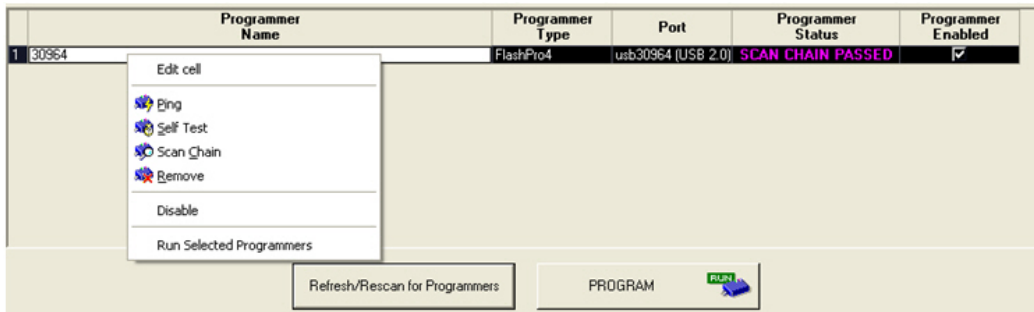 Programmer Name Programmer Type Port Programmer Status Programmer Enabled
1 30964 FlashPro4 usb30964 (USB 2.0) SCAN CHAIN PASSED
Edit cell
Ping
Self Test
Scan Chain
Remove
Disable
Run Selected Programmers
Refresh/Rescan for Programmers PROGRAM RUN